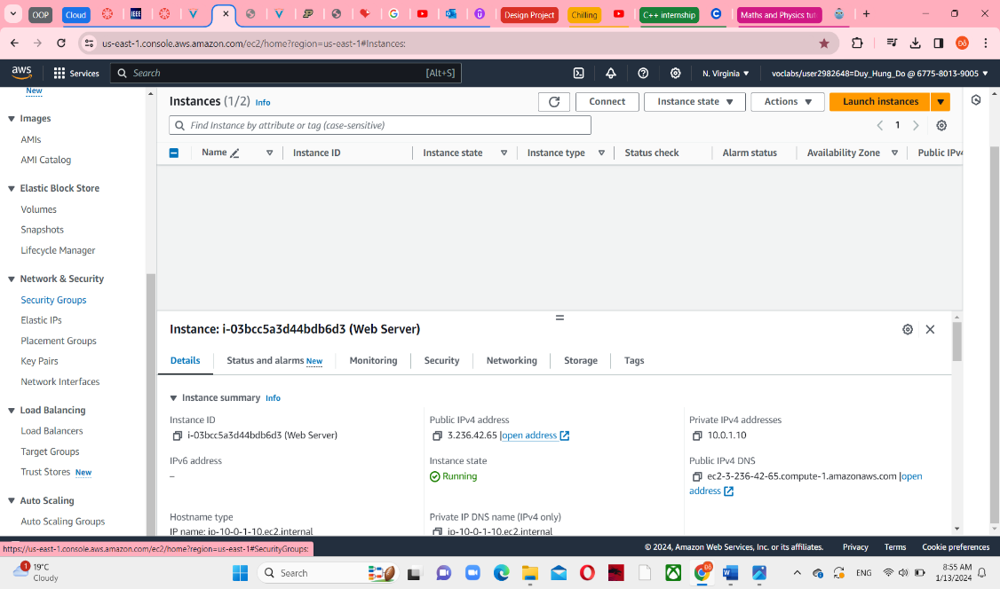 OOP
Cloud
IEEE
Design Project
Chilling
C++ internship
Maths and Physics tut
us-east-1.console.aws.amazon.com/ec2/home?region=us-east-1#Instances:
aws
Services
Search
[Alt+S]
N. Virginia ▼
voclabs/user2982648=Duy_Hung_Do @ 6775-8013-9005 ▼
New
Images
AMIs
AMI Catalog
Elastic Block Store
Volumes
Snapshots
Lifecycle Manager
Network & Security
Security Groups
Elastic IPs
Placement Groups
Key Pairs
Network Interfaces
Load Balancing
Load Balancers
Target Groups
Trust Stores New
Auto Scaling
Auto Scaling Groups
Instances (1/2) Info
Connect
Instance state ▼
Actions ▼
Launch instances
Find Instance by attribute or tag (case-sensitive)
1
Name
Instance ID
Instance state
Instance type
Status check
Alarm status
Availability Zone
Public IPv4
Instance: i-03bcc5a3d44bdb6d3 (Web Server)
Details
Status and alarms New
Monitoring
Security
Networking
Storage
Tags
Instance summary Info
Instance ID
i-03bcc5a3d44bdb6d3 (Web Server)
Public IPv4 address
3.236.42.65 |open address
Private IPv4 addresses
10.0.1.10
IPv6 address
–
Instance state
Running
Public IPv4 DNS
ec2-3-236-42-65.compute-1.amazonaws.com |open
address
Hostname type
IP name: ip-10-0-1-10.ec2.internal
Private IP DNS name (IPv4 only)
ip-10-0-1-10.ec2.internal
https://us-east-1.console.aws.amazon.com/ec2/home?region=us-east-1#SecurityGroups:
© 2024, Amazon Web Services, Inc. or its affiliates.
Privacy
Terms
Cookie preferences
1
19°C
Cloudy
Search
ENG
8:55 AM
1/13/2024